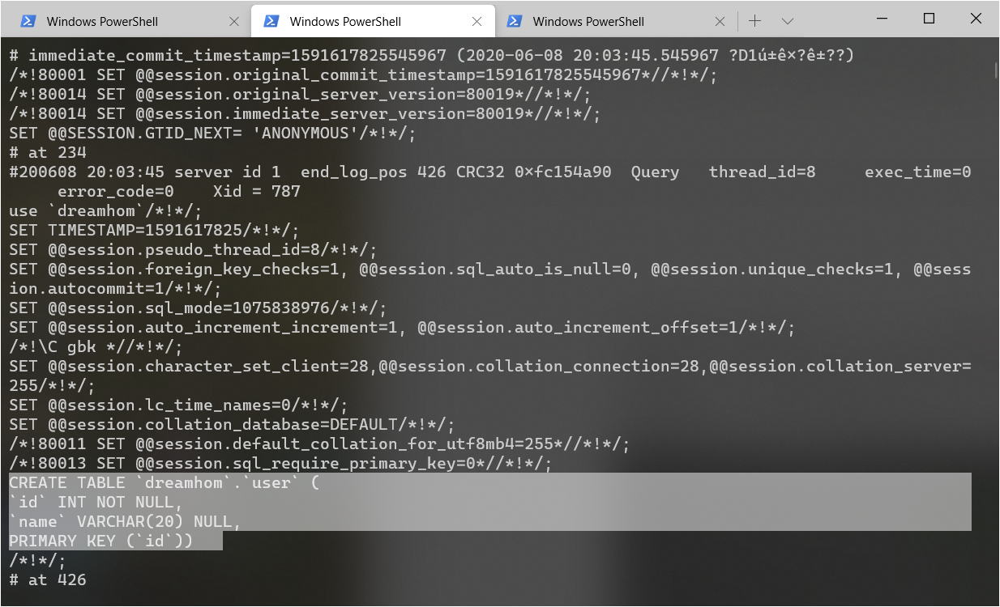 Windows PowerShell
Windows PowerShell
Windows PowerShell
# immediate_commit_timestamp=1591617825545967 (2020-06-08 20:03:45.545967 ?D1ú±ê×?ê±??)
/*!80001 SET @@session.original_commit_timestamp=1591617825545967*//*!*/;
/*!80014 SET @@session.original_server_version=80019*//*!*/;
/*!80014 SET @@session.immediate_server_version=80019*//*!*/;
SET @@SESSION.GTID_NEXT= 'ANONYMOUS'/*!*/;
# at 234
#200608 20:03:45 server id 1  end_log_pos 426 CRC32 0xfc154a90  Query   thread_id=8     exec_time=0
     error_code=0    Xid = 787
use `dreamhom`/*!*/;
SET TIMESTAMP=1591617825/*!*/;
SET @@session.pseudo_thread_id=8/*!*/;
SET @@session.foreign_key_checks=1, @@session.sql_auto_is_null=0, @@session.unique_checks=1, @@sess
ion.autocommit=1/*!*/;
SET @@session.sql_mode=1075838976/*!*/;
SET @@session.auto_increment_increment=1, @@session.auto_increment_offset=1/*!*/;
/*!\C gbk *//*!*/;
SET @@session.character_set_client=28,@@session.collation_connection=28,@@session.collation_server=
255/*!*/;
SET @@session.lc_time_names=0/*!*/;
SET @@session.collation_database=DEFAULT/*!*/;
/*!80011 SET @@session.default_collation_for_utf8mb4=255*//*!*/;
/*!80013 SET @@session.sql_require_primary_key=0*//*!*/;
CREATE TABLE `dreamhom`.`user` (
`id` INT NOT NULL,
`name` VARCHAR(20) NULL,
PRIMARY KEY (`id`))
/*!*/;
# at 426